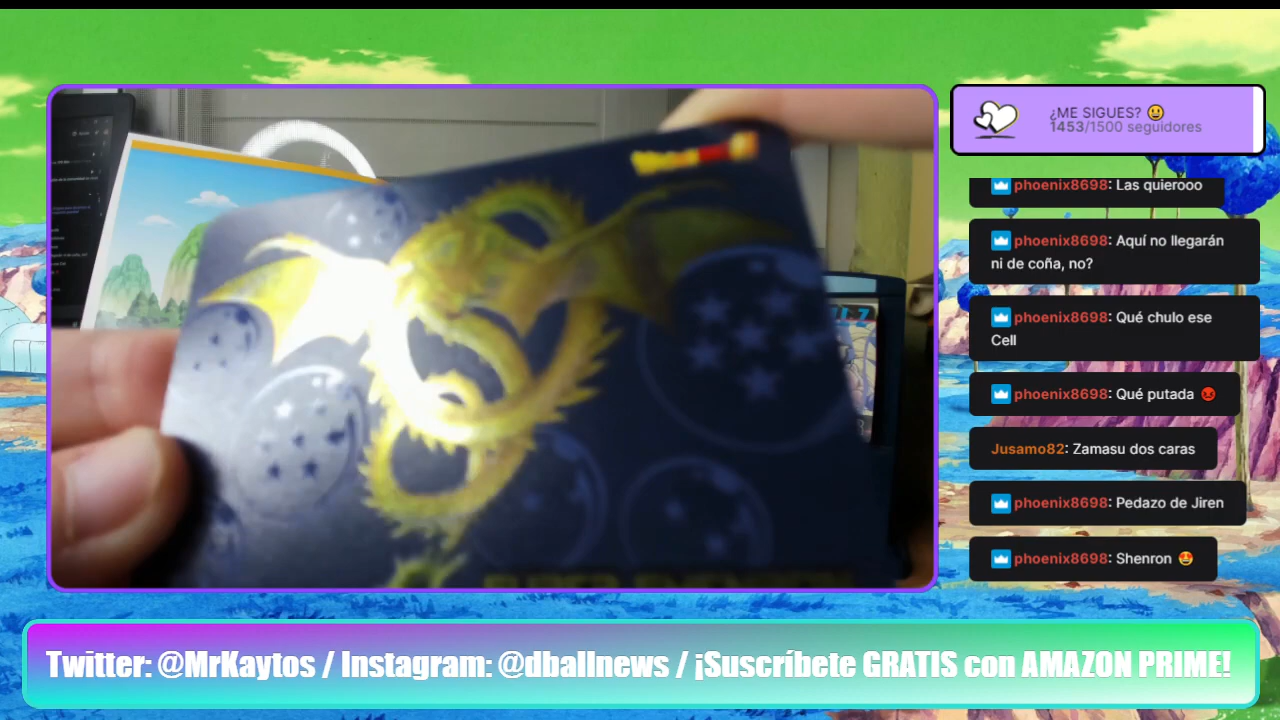 ¿ME SIGUES? 😃
1453/1500 seguidores
phoenix8698: Las quierooo
phoenix8698: Aquí no llegarán
ni de coña, no?
phoenix8698: Qué chulo ese
Cell
phoenix8698: Qué putada 😡
Jusamo82: Zamasu dos caras
phoenix8698: Pedazo de Jiren
phoenix8698: Shenron 😍
Twitter: @MrKaytos / Instagram: @dballnews / ¡Suscríbete GRATIS con AMAZON PRIME!